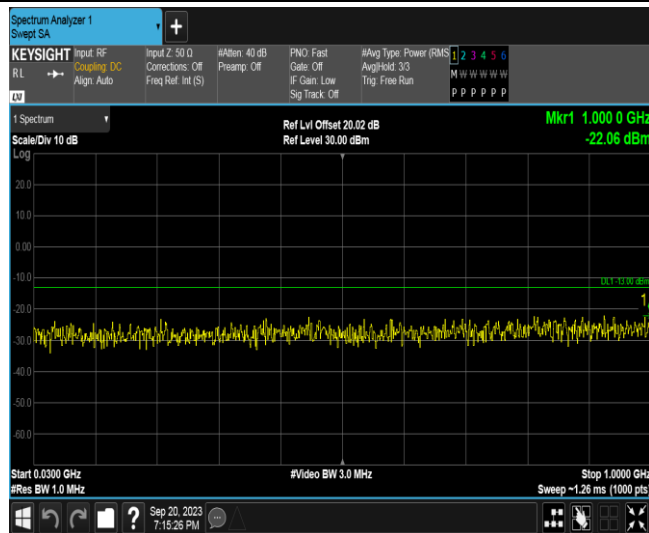 Spectrum Analyzer 1
Swept SA
+
KEYSIGHT
RL
Input: RF
Coupling: DC
Align: Auto
Input Z: 50 Ω
Corrections: Off
Freq Ref: Int (S)
#Atten: 40 dB
Preamp: Off
PNO: Fast
Gate: Off
IF Gain: Low
Sig Track: Off
#Avg Type: Power (RMS
Avg|Hold: 3/3
Trig: Free Run
1 2 3 4 5 6
M W W W W W
P P P P P P
LXI
1 Spectrum
Scale/Div 10 dB
Ref Lvl Offset 20.02 dB
Ref Level 30.00 dBm
Mkr1 1.000 0 GHz
-22.06 dBm
Log
20.0
10.0
0.00
-10.0
DL1 -13.00 dBm
1
-20.0
-30.0
-40.0
-50.0
-60.0
Start 0.0300 GHz
#Video BW 3.0 MHz
Stop 1.0000 GHz
#Res BW 1.0 MHz
Sweep ~1.26 ms (1000 pts)
?
Sep 20, 2023
7:15:26 PM